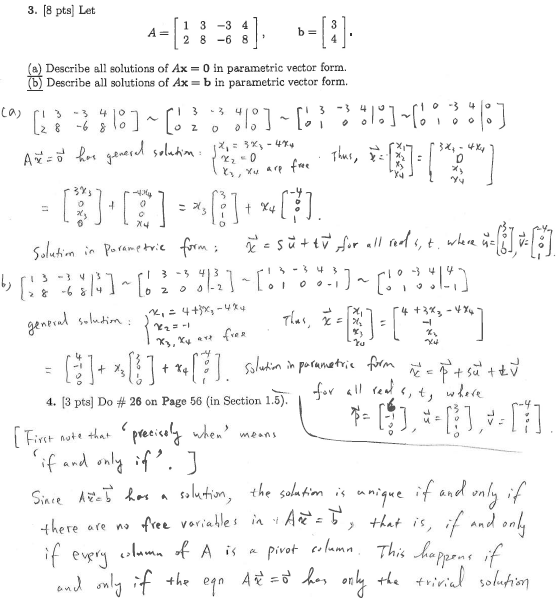 3. [8 pts] Let
A = [1 3 -3 4; 2 8 -6 8], b = [3; 4].
(a) Describe all solutions of Ax = 0 in parametric vector form.
(b) Describe all solutions of Ax = b in parametric vector form.
(a) [1 3 -3 4 | 0; 2 8 -6 8 | 0] ~ [1 3 -3 4 | 0; 0 2 0 0 | 0] ~ [1 3 -3 4 | 0; 0 1 0 0 | 0] ~ [1 0 -3 4 | 0; 0 1 0 0 | 0]
Ax⃗ = 0⃗ has general solution: { x₁ = 3x₃ - 4x₄; x₂ = 0; x₃, x₄ are free. Thus, x⃗ = [x₁; x₂; x₃; x₄] = [3x₃ - 4x₄; 0; x₃; x₄]
= [3x₃; 0; x₃; 0] + [-4x₄; 0; 0; x₄] = x₃ [3; 0; 1; 0] + x₄ [-4; 0; 0; 1].
Solution in Parametric form: x⃗ = su⃗ + tv⃗, for all real s, t, where u⃗ = [3; 0; 1; 0], v⃗ = [-4; 0; 0; 1].
b) [1 3 -3 4 | 3; 2 8 -6 8 | 4] ~ [1 3 -3 4 | 3; 0 2 0 0 | -2] ~ [1 3 -3 4 3; 0 1 0 0 -1] ~ [1 0 -3 4 | 4; 0 1 0 0 | -1]
general solution: { x₁ = 4+3x₃-4x₄; x₂ = -1; x₃, x₄ are free Thus, x⃗ = [x₁; x₂; x₃; x₄] = [4+3x₃-4x₄; -1; x₃; x₄]
= [4; -1; 0; 0] + x₃ [3; 0; 1; 0] + x₄ [-4; 0; 0; 1]. Solution in parametric form x⃗ = p⃗ + su⃗ + tv⃗
for all real s, t, where
p⃗ = [6; -1; 0; 0], u⃗ = [3; 0; 1; 0], v⃗ = [-4; 0; 0; 1].
4. [3 pts] Do # 26 on Page 56 (in Section 1.5).
[First note that "precisely when" means
"if and only if". ]
Since Ax⃗=b⃗ has a solution, the solution is unique if and only if
there are no free variables in Ax⃗ = b⃗, that is, if and only
if every column of A is a pivot column. This happens if
and only if the eqn Ax⃗ = 0⃗ has only the trivial solution